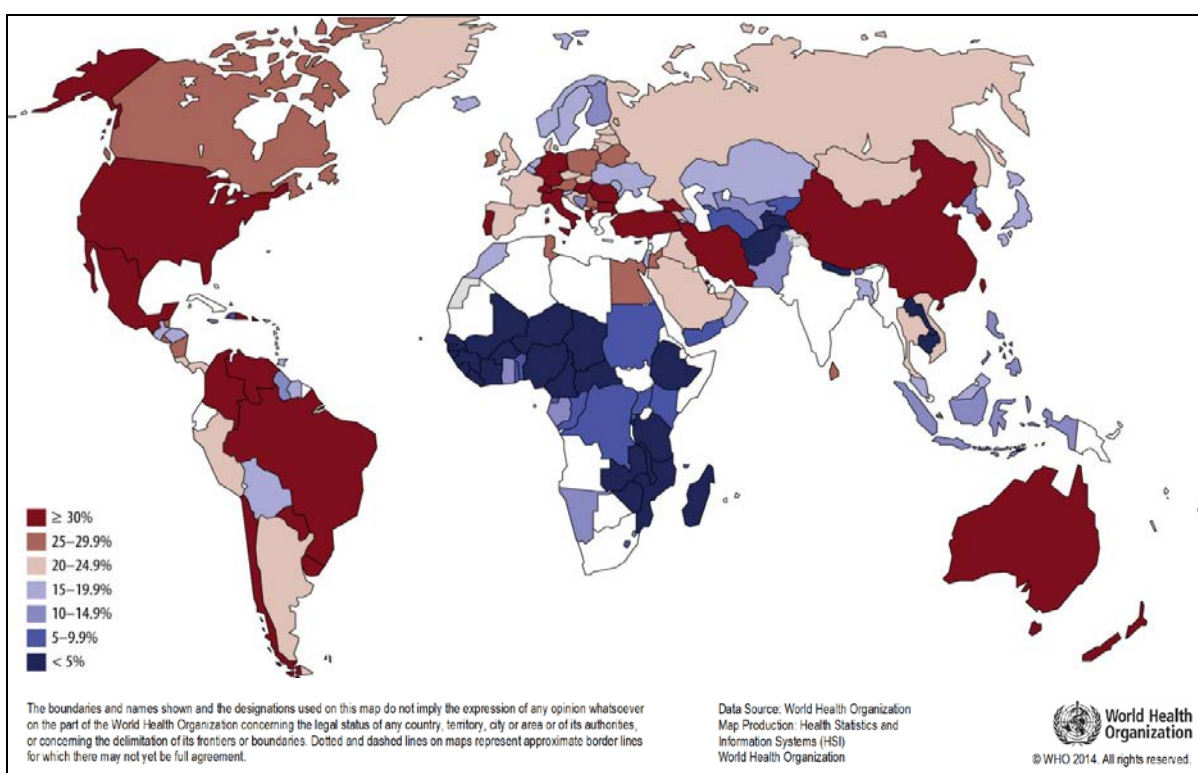 ≥ 30%
25–29.9%
20–24.9%
15–19.9%
10–14.9%
5–9.9%
< 5%
The boundaries and names shown and the designations used on this map do not imply the expression of any opinion whatsoever
on the part of the World Health Organization concerning the legal status of any country, territory, city or area or of its authorities,
or concerning the delimitation of its frontiers or boundaries. Dotted and dashed lines on maps represent approximate border lines
for which there may not yet be full agreement.
Data Source: World Health Organization
Map Production: Health Statistics and
Information Systems (HSI)
World Health Organization
World Health
Organization
© WHO 2014. All rights reserved.